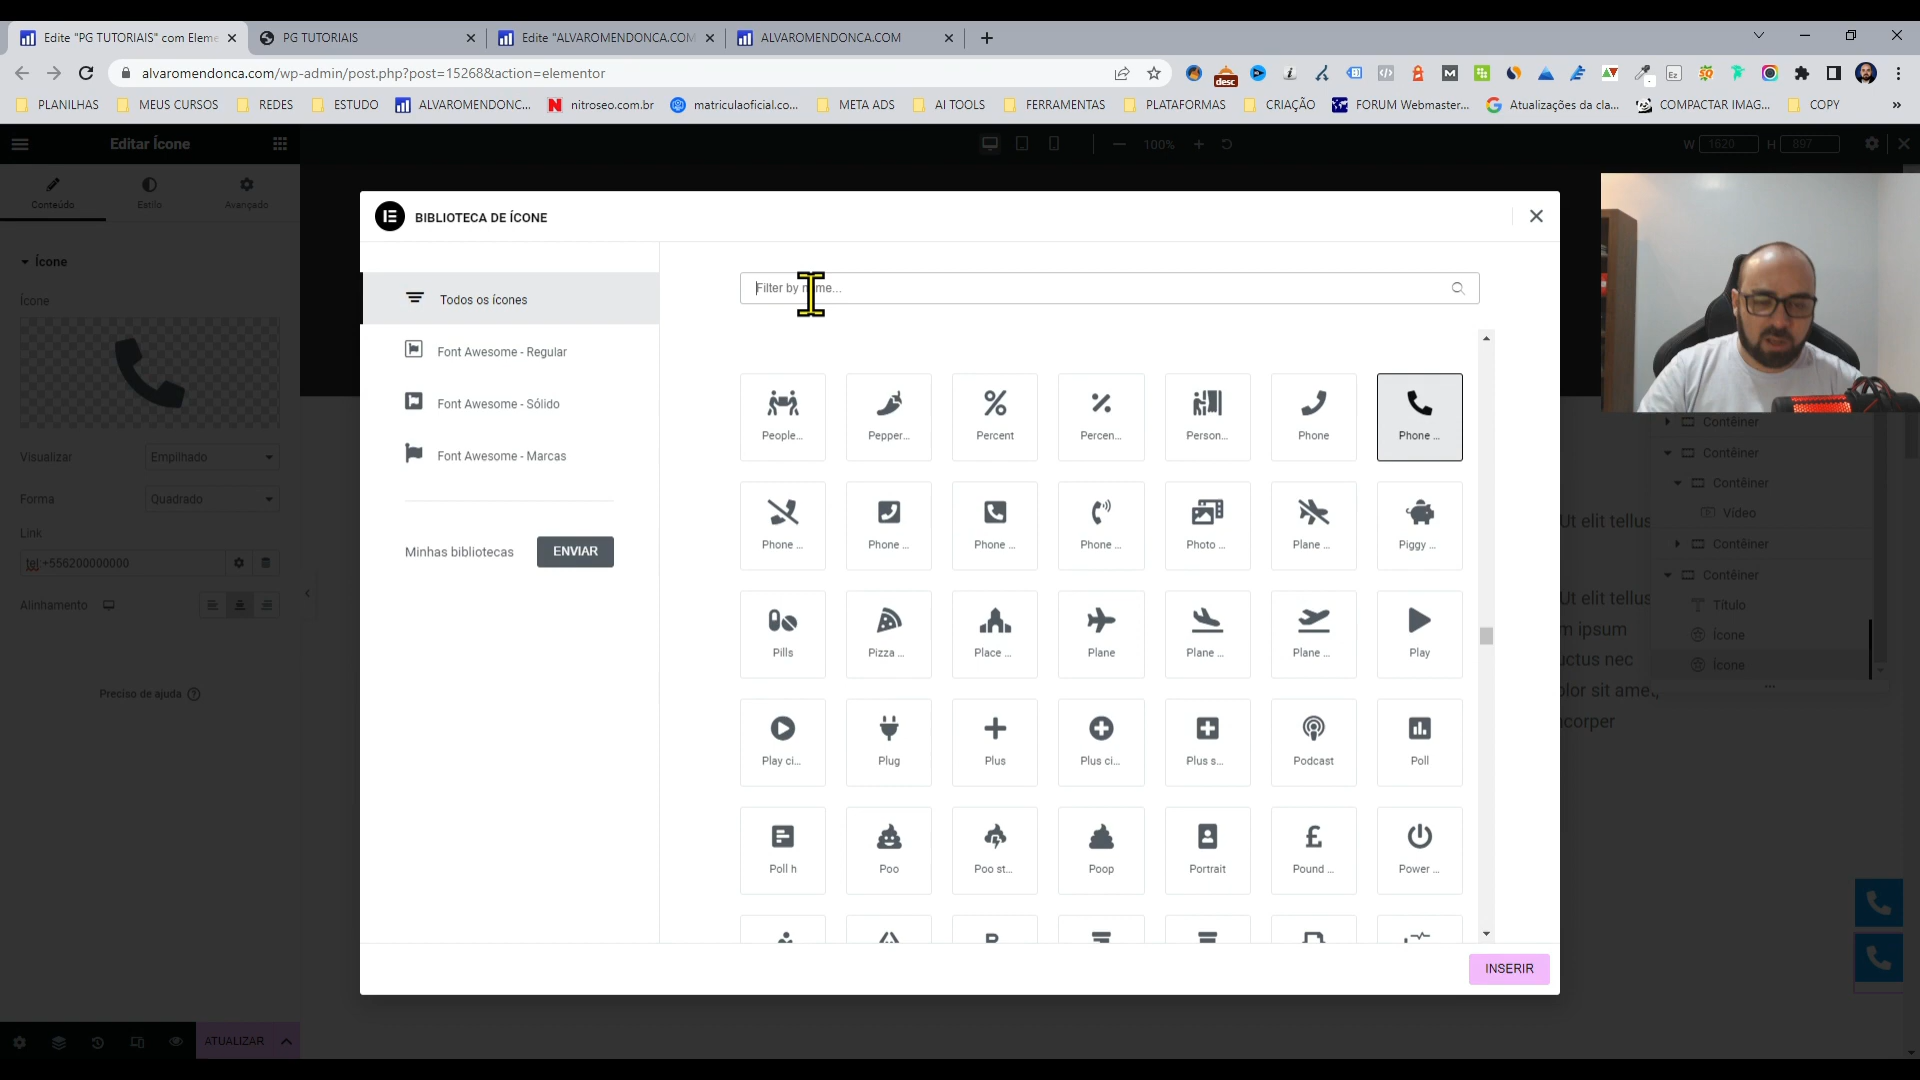 Edite "PG TUTORIAIS" com Eleme
PG TUTORIAIS
Edite "ALVAROMENDONCA.COM
ALVAROMENDONCA.COM
alvaromendonca.com/wp-admin/post.php?post=15268&action=elementor
desc
PLANILHAS
MEUS CURSOS
REDES
ESTUDO
ALVAROMENDONC...
nitroseo.com.br
matriculaoficial.co...
META ADS
AI TOOLS
FERRAMENTAS
PLATAFORMAS
CRIAÇÃO
FORUM Webmaster...
Atualizações da cla...
COMPACTAR IMAG...
COPY
»
Editar Ícone
100%
W 1620
H 897
Conteúdo
Estilo
Avançado
Ícone
Ícone
Visualizar
Empilhado
Forma
Quadrado
Link
tel:+556200000000
Alinhamento
Preciso de ajuda
ATUALIZAR
BIBLIOTECA DE ÍCONE
Todos os ícones
Font Awesome - Regular
Font Awesome - Sólido
Font Awesome - Marcas
Minhas bibliotecas
ENVIAR
People...
Pepper...
Percent
Percen...
Person...
Phone
Phone ...
Phone ...
Phone ...
Phone ...
Phone ...
Photo ...
Plane ...
Piggy ...
Pills
Pizza ...
Place ...
Plane
Plane ...
Plane ...
Play
Play ci...
Plug
Plus
Plus ci...
Plus s...
Podcast
Poll
Poll h
Poo
Poo st...
Poop
Portrait
Pound ...
Power ...
INSERIR
Contêiner
Contêiner
Contêiner
Vídeo
Contêiner
Contêiner
Título
Ícone
Ícone
Ut elit tellus
Ut elit tellus
m ipsum
uctus nec
olor sit amet,
corper